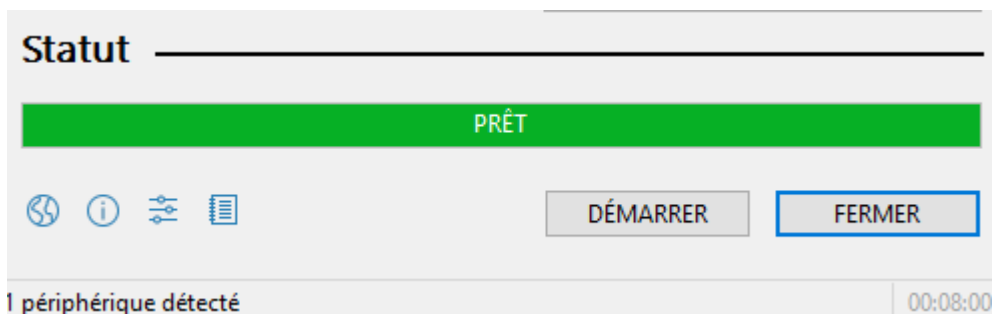 Statut
PRÊT
DÉMARRER FERMER
1 périphérique détecté 00:08:00